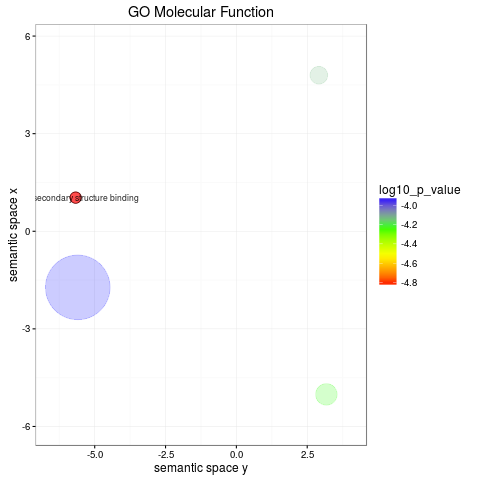 GO Molecular Function
6
3
0
-3
-6
semantic space x
secondary structure binding
-5.0
-2.5
0.0
2.5
semantic space y
log10_p_value
-4.0
-4.2
-4.4
-4.6
-4.8